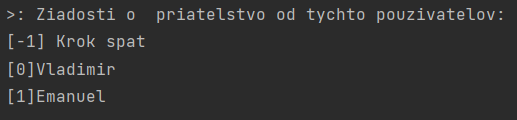 >: Ziadosti o  priatelstvo od tychto pouzivatelov:
[-1] Krok spat
[0]Vladimir
[1]Emanuel